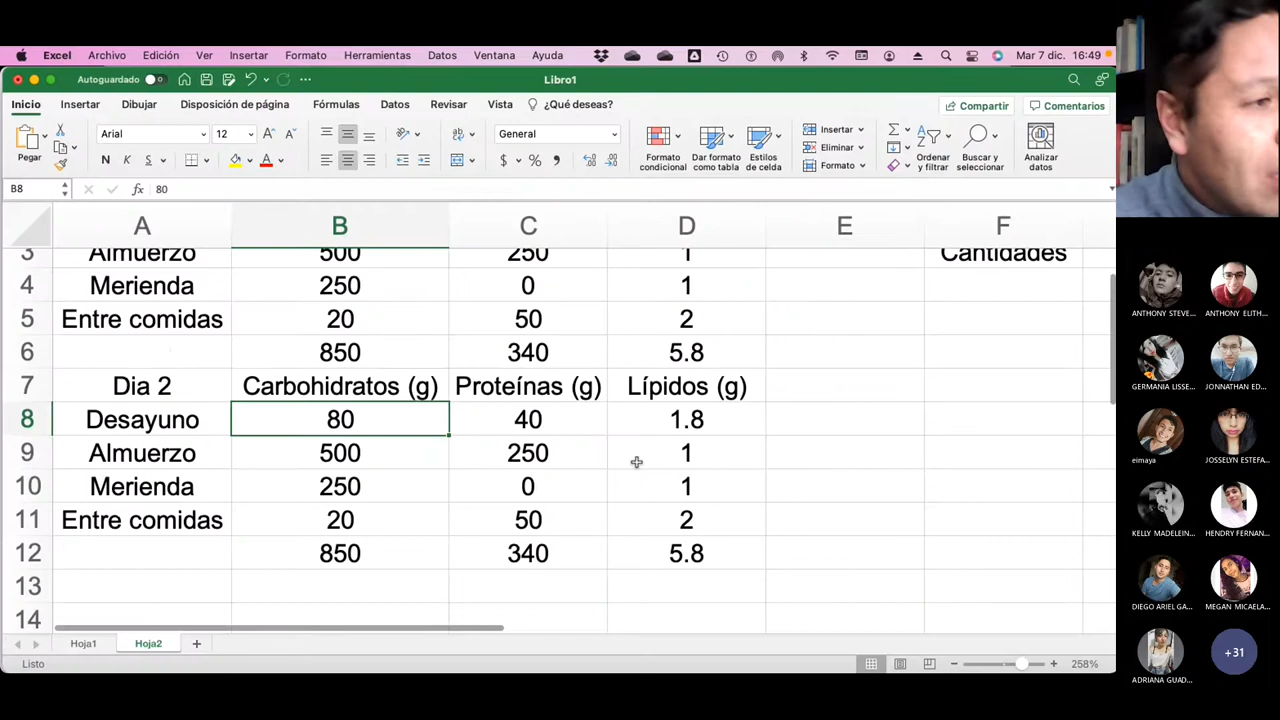 Excel Archivo Edición Ver Insertar Formato Herramientas Datos Ventana Ayuda Mar 7 dic. 16:49
Autoguardado Libro1
Inicio Insertar Dibujar Disposición de página Fórmulas Datos Revisar Vista ¿Qué deseas? Compartir Comentarios
Pegar Arial 12 General Formato condicional Dar formato como tabla Estilos de celda Insertar Eliminar Formato Ordenar y filtrar Buscar y seleccionar Analizar datos
N K S $ %
B8 fx 80
A B C D E F
3 Almuerzo 500 250 1 Cantidades
4 Merienda 250 0 1
5 Entre comidas 20 50 2
6 850 340 5.8
7 Dia 2 Carbohidratos (g) Proteínas (g) Lípidos (g)
8 Desayuno 80 40 1.8
9 Almuerzo 500 250 1
10 Merienda 250 0 1
11 Entre comidas 20 50 2
12 850 340 5.8
13
14
Hoja1 Hoja2
Listo 258%
ANTHONY STEVE... ANTHONY ELITH...
GERMANIA LISSE... JONNATHAN ED...
eimaya JOSSELYN ESTEFA...
KELLY MADELEIN... HENDRY FERNAN...
DIEGO ARIEL GA... MEGAN MICAELA...
ADRIANA GUAD... +31